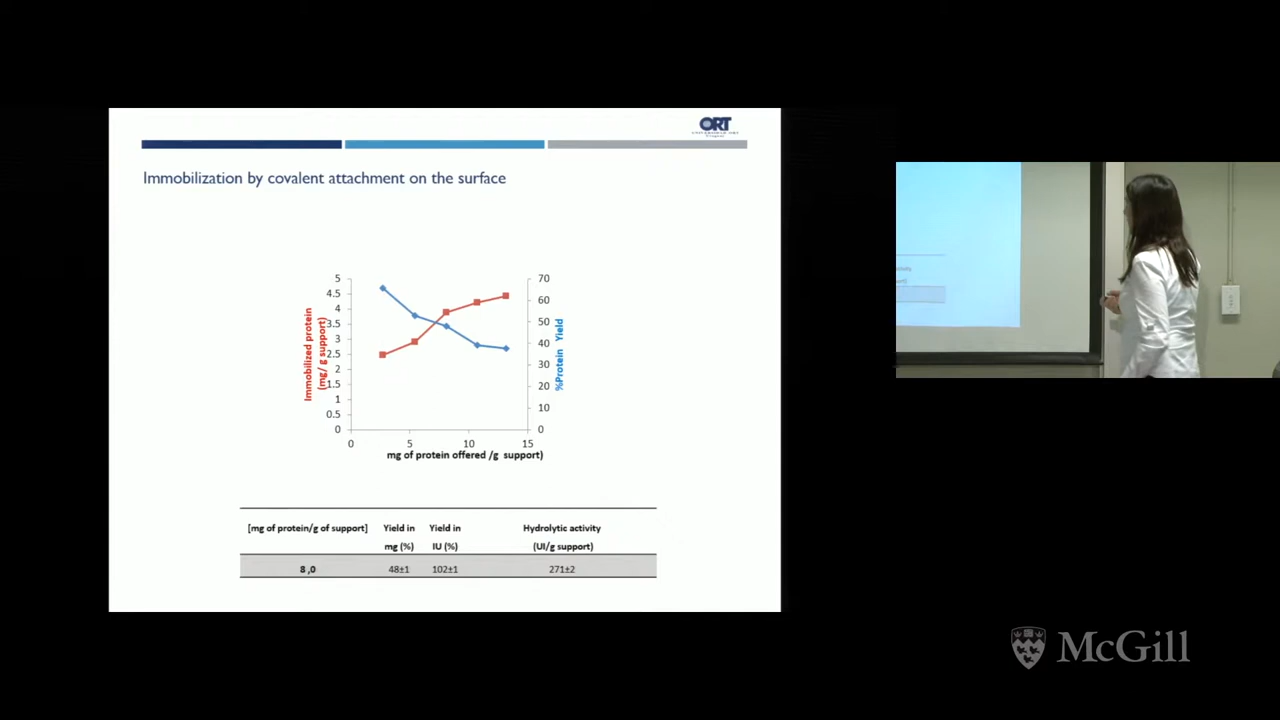 ORT
Immobilization by covalent attachment on the surface
Immobilized protein
(mg/ g support)
5
4.5
4
3.5
3
2.5
2
1.5
1
0.5
0
70
60
50
40
30
20
10
0
%Protein Yield
0 5 10 15
mg of protein offered /g support)
[mg of protein/g of support] Yield in mg (%) Yield in IU (%) Hydrolytic activity (UI/g support)
8 ,0 48±1 102±1 271±2
McGill